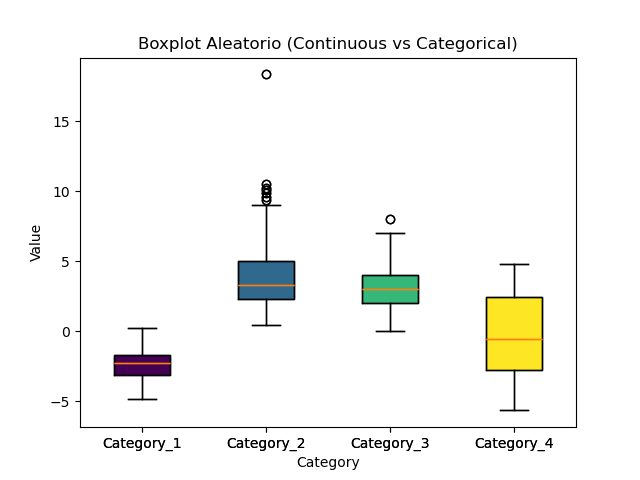 Boxplot Aleatorio (Continuous vs Categorical)
Value
15
10
5
0
−5
Category_1 Category_2 Category_3 Category_4
Category